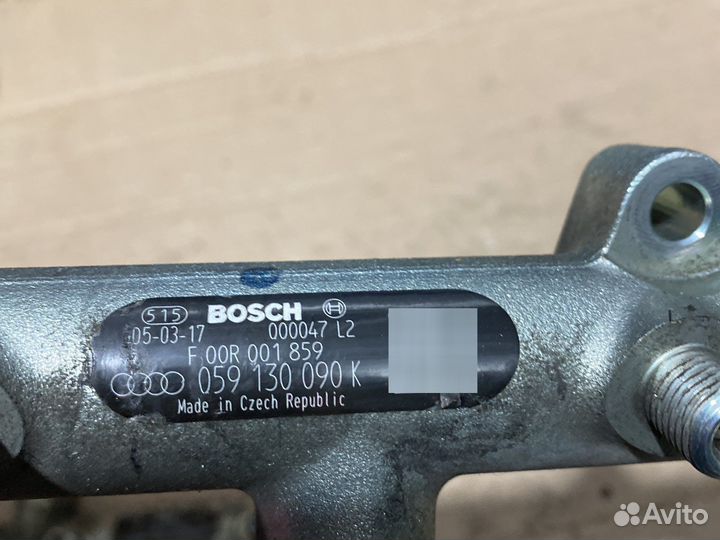 515 BOSCH
05-03-17 000047 L2
F 00R 001 859
059 130 090 K
Made in Czech Republic
Avito